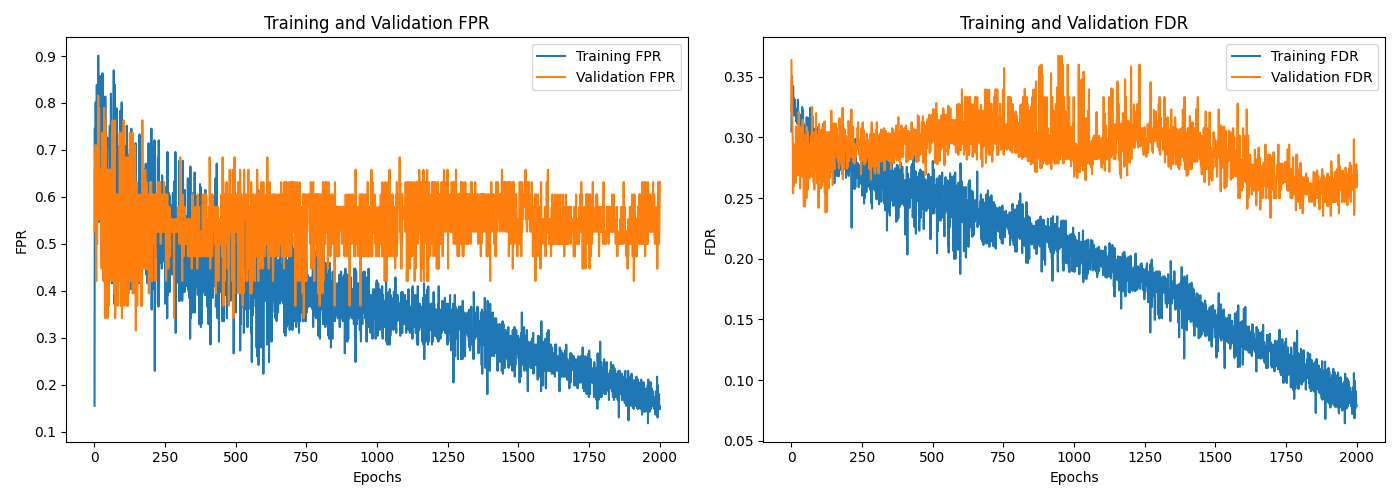 Training and Validation FPR
Training FPR
Validation FPR
FPR
0.9
0.8
0.7
0.6
0.5
0.4
0.3
0.2
0.1
0 250 500 750 1000 1250 1500 1750 2000
Epochs
Training and Validation FDR
Training FDR
Validation FDR
FDR
0.35
0.30
0.25
0.20
0.15
0.10
0.05
0 250 500 750 1000 1250 1500 1750 2000
Epochs